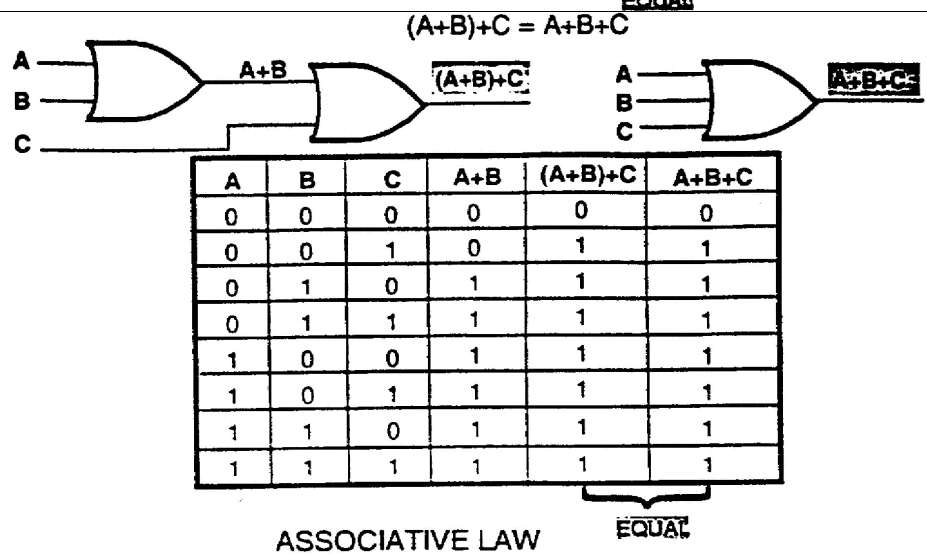 EQUAL
(A+B)+C = A+B+C
A
B
C
A+B
(A+B)+C
A
B
C
A+B+C
A B C A+B (A+B)+C A+B+C
0 0 0 0 0 0
0 0 1 0 1 1
0 1 0 1 1 1
0 1 1 1 1 1
1 0 0 1 1 1
1 0 1 1 1 1
1 1 0 1 1 1
1 1 1 1 1 1
EQUAL
ASSOCIATIVE LAW